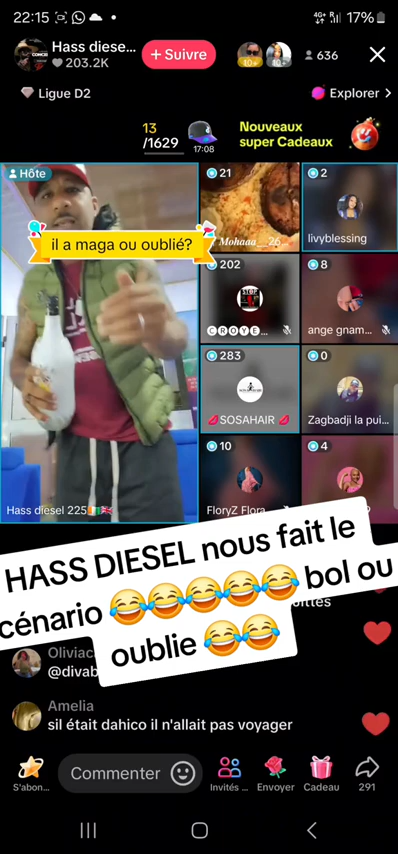 22:15
4G+ R 17%
Hass diese...
203.2K
+ Suivre
10+
10+
636
Ligue D2
Explorer >
13
/1629
17:08
Nouveaux
super Cadeaux
Hôte
il a maga ou oublié?
Hass diesel 225
21
Mohaaa__26...
2
livyblessing
202
CROYE...
8
ange gnam...
283
💋SOSAHAIR 💋
0
Zagbadji la pui...
10
FloryZ Flora
4
HASS DIESEL nous fait le
cénario 😂😂😂😂😂 bol ou
oublie 😂😂
Amelia
sil était dahico il n'allait pas voyager
S'abon...
Commenter
Invités ...
Envoyer
Cadeau
291